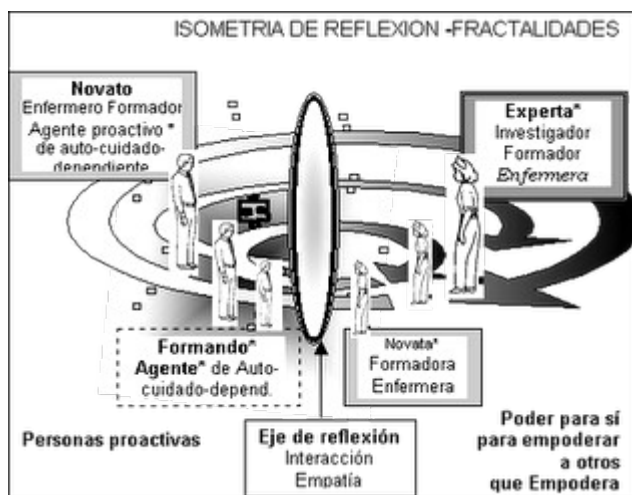 ISOMETRIA DE REFLEXION -FRACTALIDADES
Novato
Enfermero Formador
Agente proactivo *
de auto-cuidado-
dependiente
Experta*
Investigador
Formador
Enfermera
Formando*
Agente* de Auto-
cuidado-depend.
Novata*
Formadora
Enfermera
Personas proactivas
Eje de reflexión
Interacción
Empatía
Poder para sí
para empoderar
a otros
que Empodera